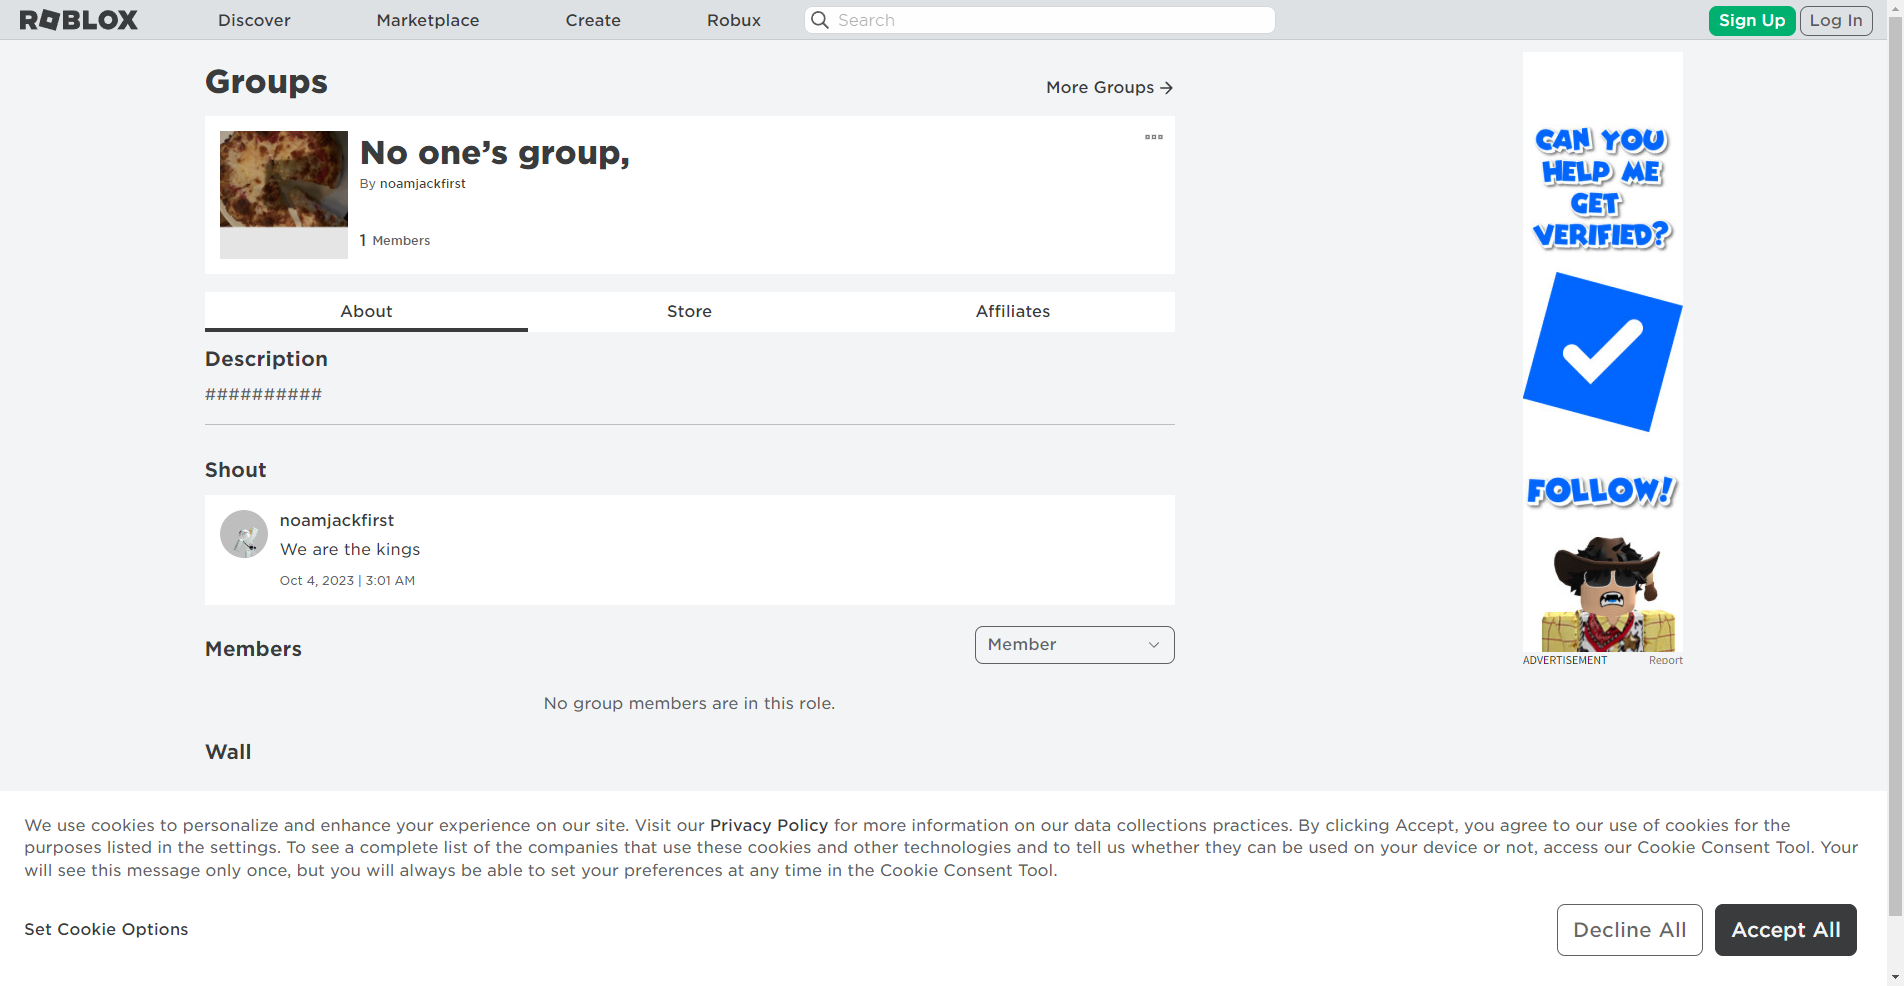 ROBLOX
Discover
Marketplace
Create
Robux
Search
Sign Up
Log In
Groups
More Groups →
No one's group,
By noamjackfirst
1 Members
About
Store
Affiliates
Description
##########
Shout
noamjackfirst
We are the kings
Oct 4, 2023 | 3:01 AM
Members
Member
No group members are in this role.
Wall
CAN YOU
HELP ME
GET
VERIFIED?
FOLLOW!
ADVERTISEMENT
Report
We use cookies to personalize and enhance your experience on our site. Visit our Privacy Policy for more information on our data collections practices. By clicking Accept, you agree to our use of cookies for the
purposes listed in the settings. To see a complete list of the companies that use these cookies and other technologies and to tell us whether they can be used on your device or not, access our Cookie Consent Tool. Your
will see this message only once, but you will always be able to set your preferences at any time in the Cookie Consent Tool.
Set Cookie Options
Decline All
Accept All